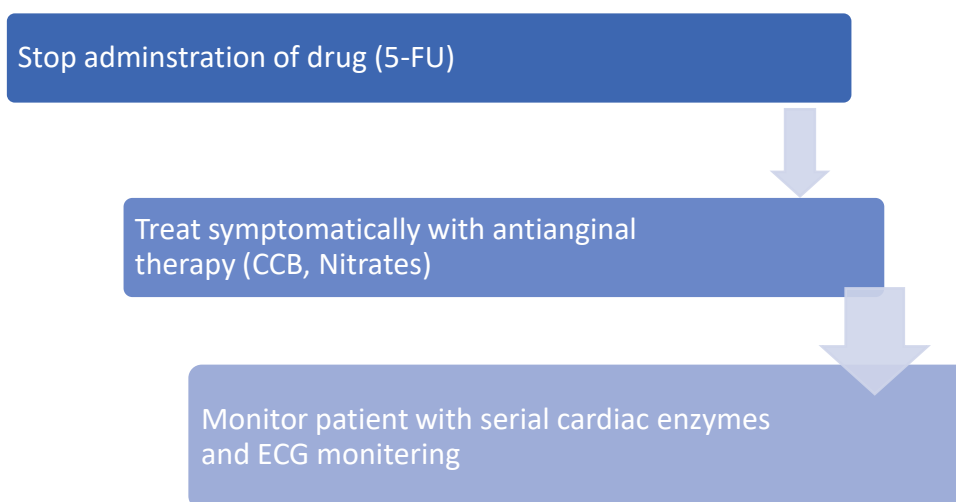 Stop adminstration of drug (5-FU)
Treat symptomatically with antianginal
therapy (CCB, Nitrates)
Monitor patient with serial cardiac enzymes
and ECG monitering